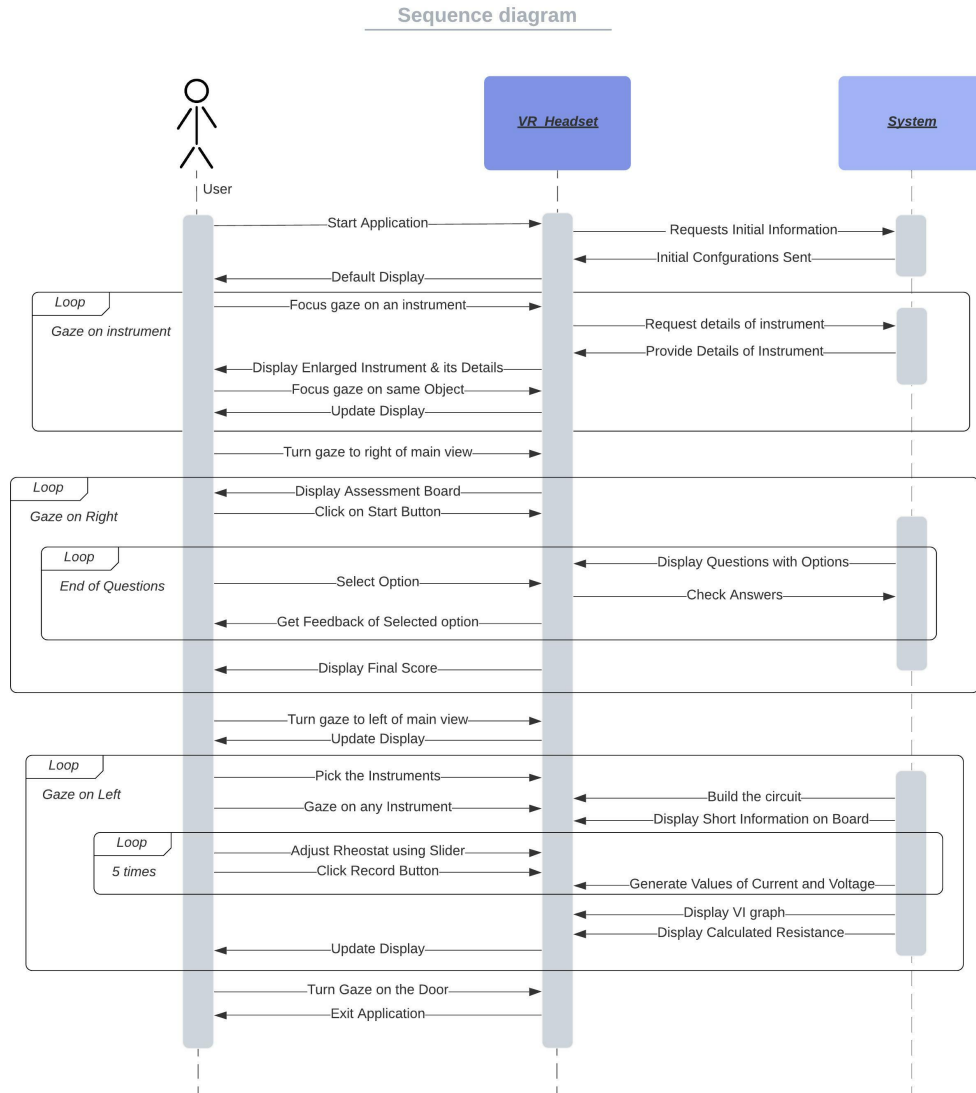 Sequence diagram
VR Headset
System
User
Start Application
Requests Initial Information
Initial Confgurations Sent
Default Display
Loop
Focus gaze on an instrument
Gaze on instrument
Request details of instrument
Provide Details of Instrument
Display Enlarged Instrument & its Details
Focus gaze on same Object
Update Display
Turn gaze to right of main view
Loop
Display Assessment Board
Gaze on Right
Click on Start Button
Loop
Display Questions with Options
End of Questions
Select Option
Check Answers
Get Feedback of Selected option
Display Final Score
Turn gaze to left of main view
Update Display
Loop
Pick the Instruments
Gaze on Left
Build the circuit
Gaze on any Instrument
Display Short Information on Board
Loop
Adjust Rheostat using Slider
5 times
Click Record Button
Generate Values of Current and Voltage
Display VI graph
Display Calculated Resistance
Update Display
Turn Gaze on the Door
Exit Application